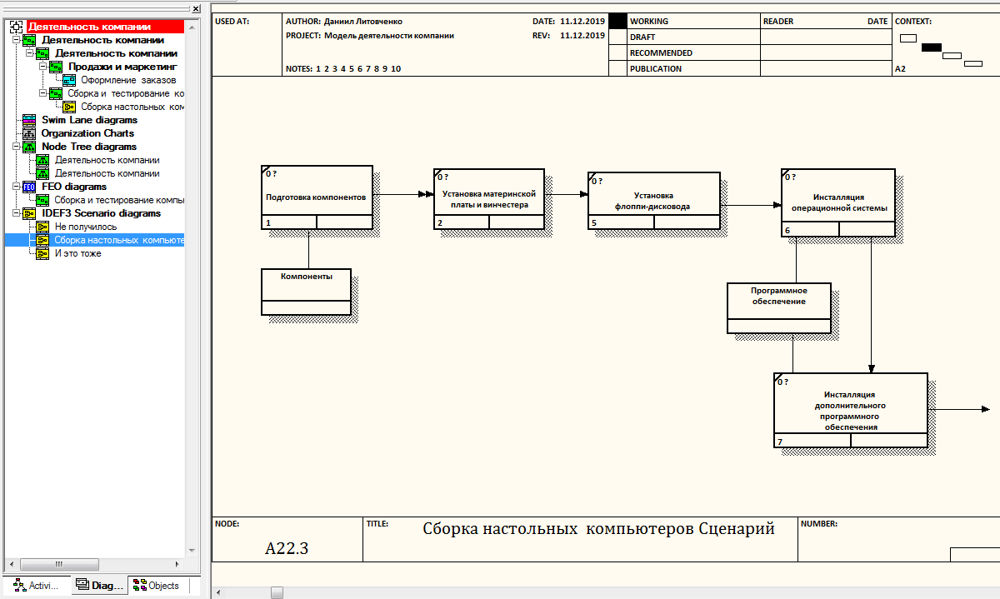 Деятельность компании
Деятельность компании
Деятельность компании
Продажи и маркетинг
Оформление заказов
Сборка и тестирование ко
Сборка настольных ком
Swim Lane diagrams
Organization Charts
Node Tree diagrams
Деятельность компании
Деятельность компании
FEO diagrams
FEO
Сборка и тестирование компь
IDEF3 Scenario diagrams
Не получилось
Сборка настольных компьюте
И это тоже
Activi...
Diag...
Objects
USED AT:
AUTHOR: Даниил Литовченко
DATE: 11.12.2019
PROJECT: Модель деятельности компании
REV: 11.12.2019
NOTES: 1 2 3 4 5 6 7 8 9 10
WORKING
DRAFT
RECOMMENDED
PUBLICATION
READER
DATE
CONTEXT:
A2
0 ?
Подготовка компонентов
1
0 ?
Установка материнской
платы и винчестера
2
0 ?
Установка
флоппи-дисковода
5
0 ?
Инсталляция
операционной системы
6
Компоненты
Программное
обеспечение
0 ?
Инсталляция
дополнительного
программного
обеспечения
7
NODE:
A22.3
TITLE:
Сборка настольных компьютеров Сценарий
NUMBER: